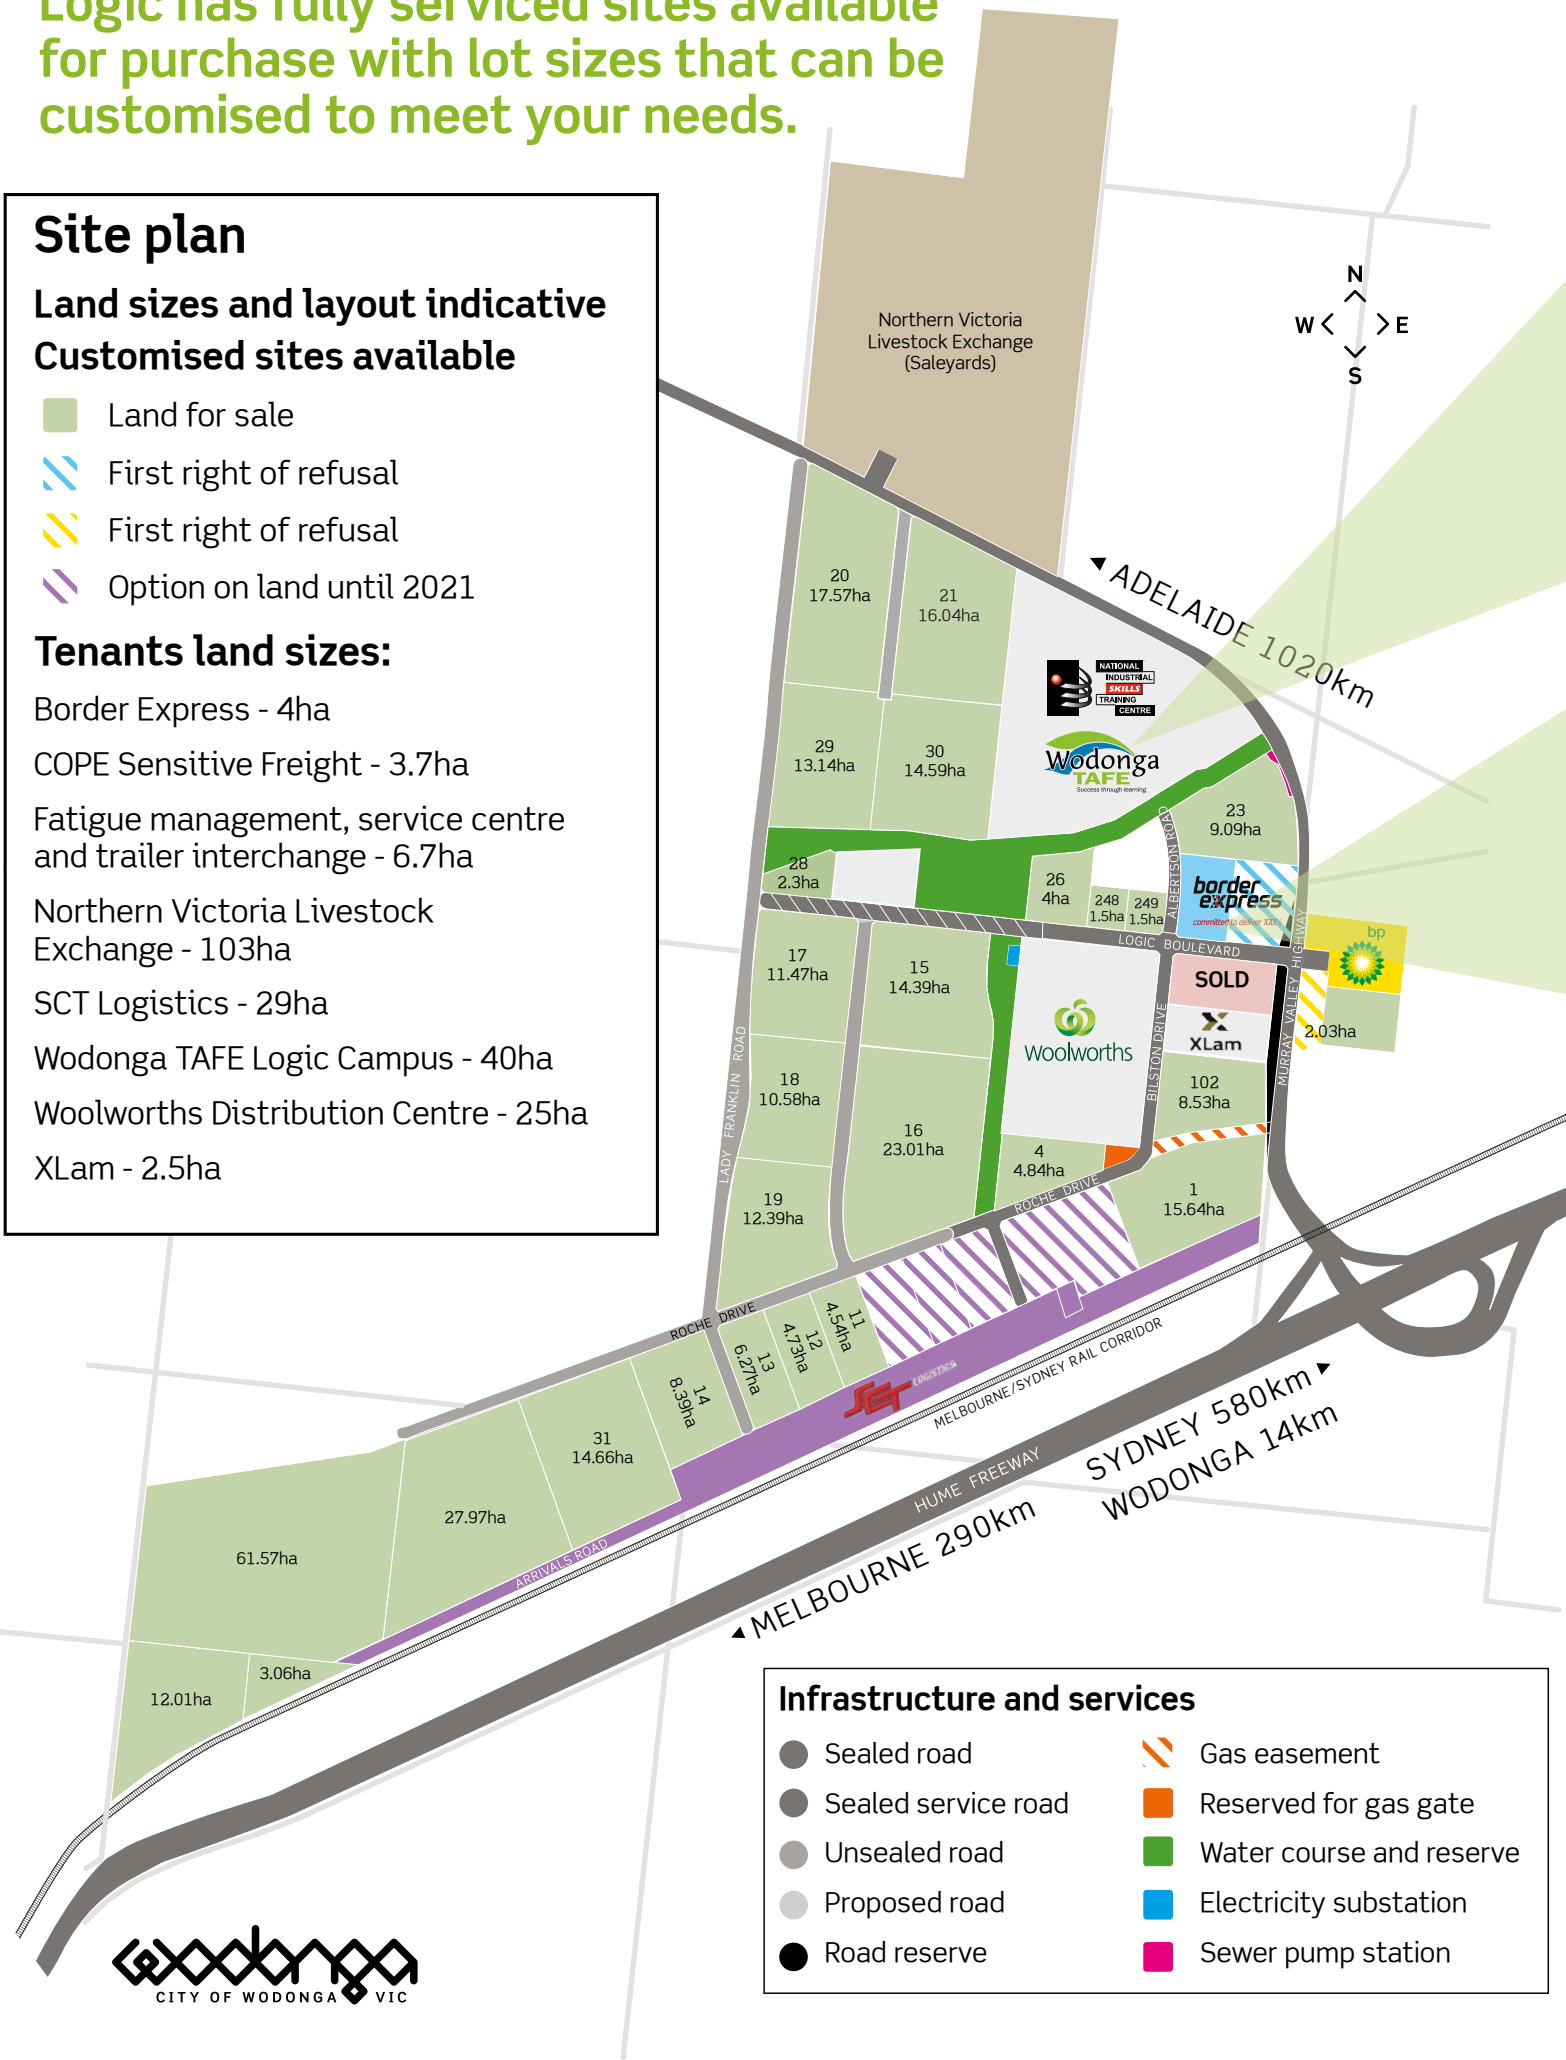 Logic has fully serviced sites available
for purchase with lot sizes that can be
customised to meet your needs.
Site plan
Land sizes and layout indicative
Customised sites available
Land for sale
First right of refusal
First right of refusal
Option on land until 2021
Tenants land sizes:
Border Express - 4ha
COPE Sensitive Freight - 3.7ha
Fatigue management, service centre
and trailer interchange - 6.7ha
Northern Victoria Livestock
Exchange - 103ha
SCT Logistics - 29ha
Wodonga TAFE Logic Campus - 40ha
Woolworths Distribution Centre - 25ha
XLam - 2.5ha
Northern Victoria
Livestock Exchange
(Saleyards)
N
W E
S
ADELAIDE 1020km
20
17.57ha
21
16.04ha
NATIONAL
INDUSTRIAL
SKILLS
TRAINING
CENTRE
Wodonga
TAFE
Success through learning
29
13.14ha
30
14.59ha
23
9.09ha
ALBERTSON ROAD
28
2.3ha
26
4ha
248
1.5ha
249
1.5ha
border
express
committed to deliver 100%
LOGIC BOULEVARD
MURRAY VALLEY HIGHWAY
bp
2.03ha
17
11.47ha
15
14.39ha
SOLD
XLam
Woolworths
BILSTON DRIVE
LADY FRANKLIN ROAD
18
10.58ha
16
23.01ha
102
8.53ha
4
4.84ha
ROCHE DRIVE
1
15.64ha
19
12.39ha
ROCHE DRIVE
11
4.54ha
12
4.73ha
13
6.27ha
14
8.39ha
SCT LOGISTICS
MELBOURNE/SYDNEY RAIL CORRIDOR
31
14.66ha
27.97ha
61.57ha
ARRIVALS ROAD
3.06ha
12.01ha
HUME FREEWAY
SYDNEY 580km
WODONGA 14km
MELBOURNE 290km
Infrastructure and services
Sealed road
Sealed service road
Unsealed road
Proposed road
Road reserve
Gas easement
Reserved for gas gate
Water course and reserve
Electricity substation
Sewer pump station
wodonga
CITY OF WODONGA VIC